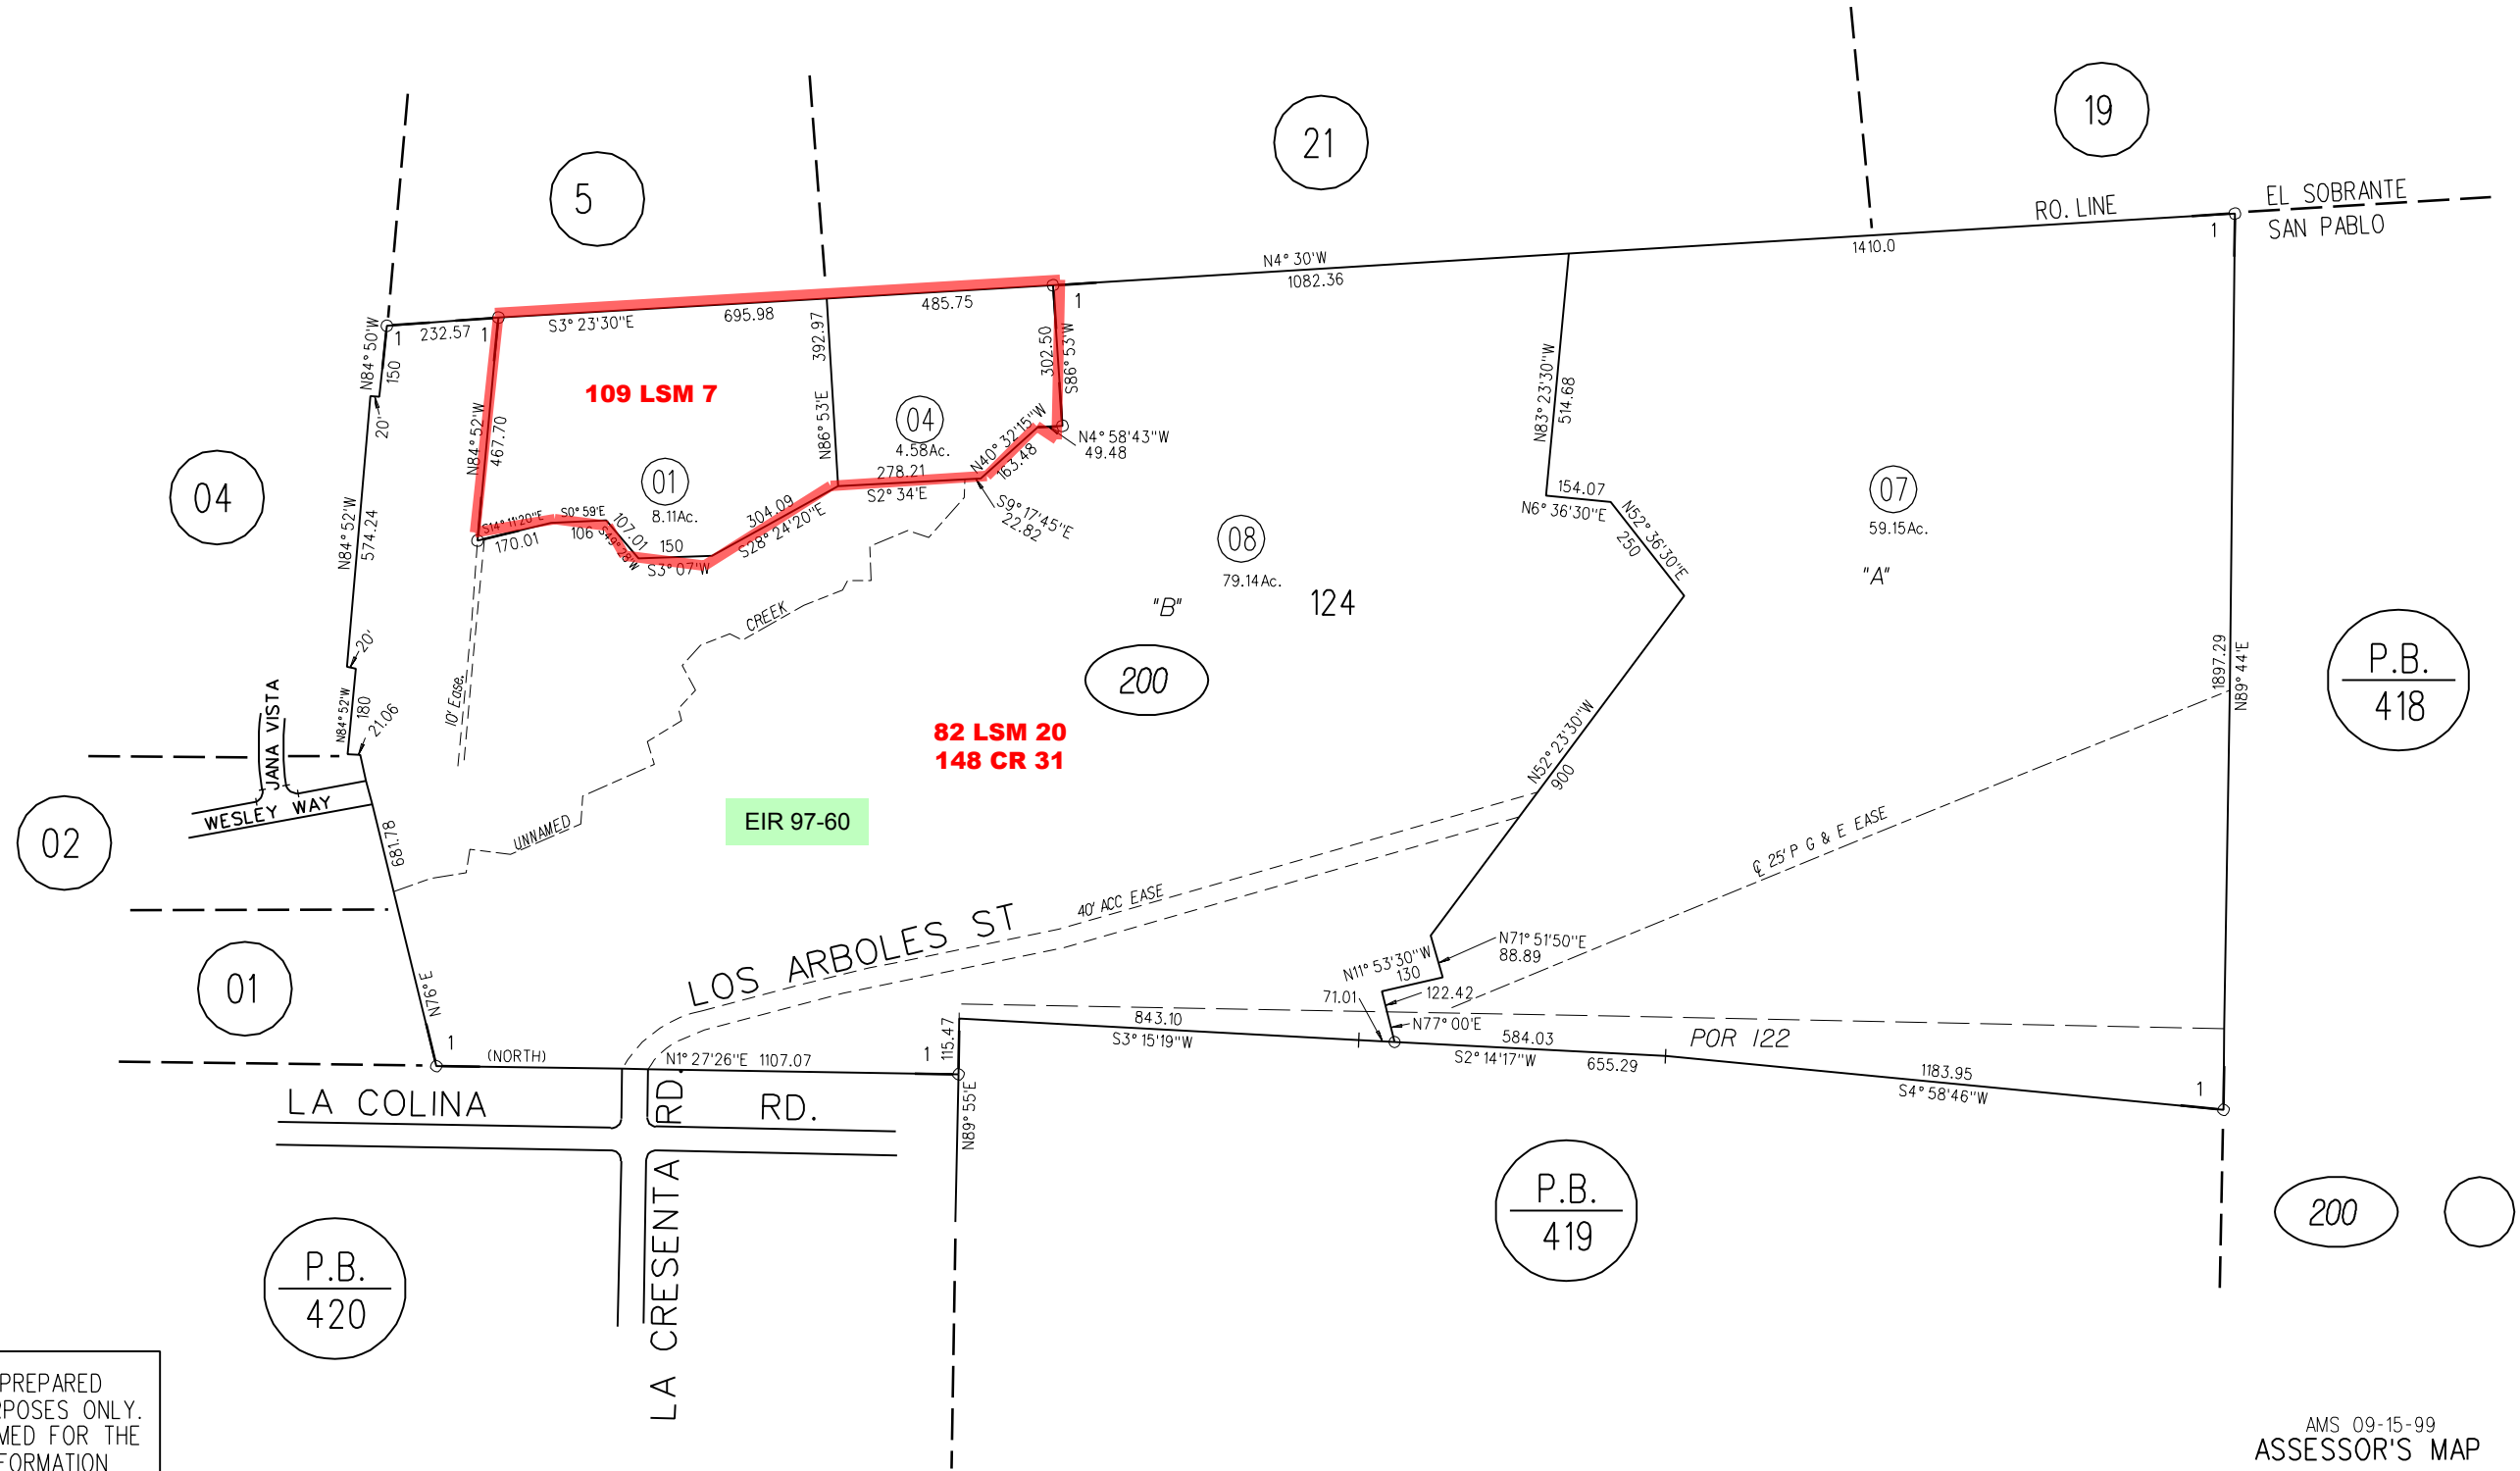 5
21
19
EL SOBRANTE
SAN PABLO
RO. LINE
1410.0
N4° 30'W
1082.36
1
1
485.75
695.98
S3° 23'30"E
232.57
1
1
N84° 50'W
150
20'
N84° 52'W
467.70
109 LSM 7
392.97
N86° 53'E
302.50
S86° 53'W
04
4.58Ac.
N40° 32'15"W
163.48
N4° 58'43"W
49.48
278.21
S2° 34'E
S9° 17'45"E
22.82
01
8.11Ac.
304.09
S28° 24'20"E
S14° 11'20"E
170.01
S0° 59'E
106
107.01
S49° 28'W
150
S3° 07'W
N83° 23'30"W
514.68
154.07
N6° 36'30"E
N52° 36'30"E
250
07
59.15Ac.
"A"
08
79.14Ac.
"B"
124
200
04
N84° 52'W
574.24
20'
N84° 52'W
180
21.06
10' Ease.
CREEK
UNNAMED
82 LSM 20
148 CR 31
EIR 97-60
P.B.
418
1897.29
N89° 44'E
N52° 23'30"W
900
JANA VISTA
WESLEY WAY
02
681.78
N76° E
01
℄ 25' P G & E EASE
40' ACC EASE
LOS ARBOLES ST
N71° 51'50"E
88.89
N11° 53'30"W
130
122.42
71.01
N77° 00'E
843.10
S3° 15'19"W
584.03
S2° 14'17"W
655.29
POR 122
1183.95
S4° 58'46"W
1
115.47
N89° 55'E
1
(NORTH)
N1° 27'26"E 1107.07
1
LA COLINA RD.
LA CRESENTA RD.
P.B.
419
P.B.
420
200
PREPARED
RPOSES ONLY.
MED FOR THE
FORMATION
AMS 09-15-99
ASSESSOR'S MAP